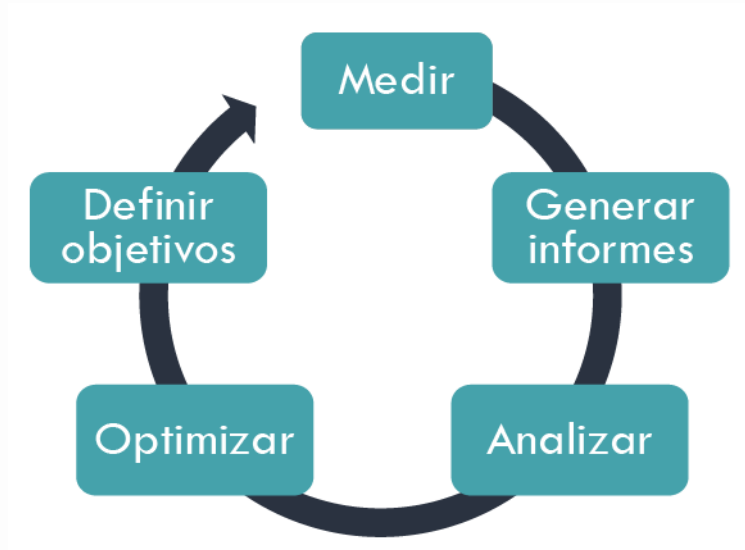 Medir
Generar
informes
Analizar
Optimizar
Definir
objetivos